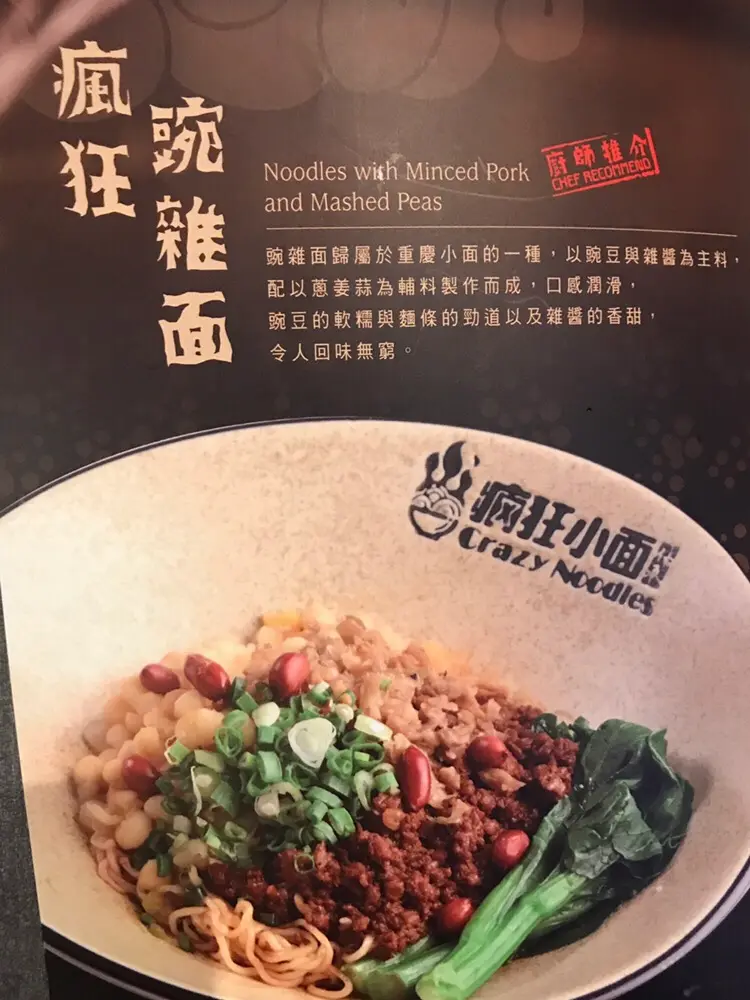 瘋狂
豌雜面
Noodles with Minced Pork
and Mashed Peas
廚師推介
CHEF RECOMMEND
豌雜面歸屬於重慶小面的一種，以豌豆與雜醬為主料，
配以蔥姜蒜為輔料製作而成，口感潤滑，
豌豆的軟糯與麵條的勁道以及雜醬的香甜，
令人回味無窮。
疯狂小面
Crazy Noodles